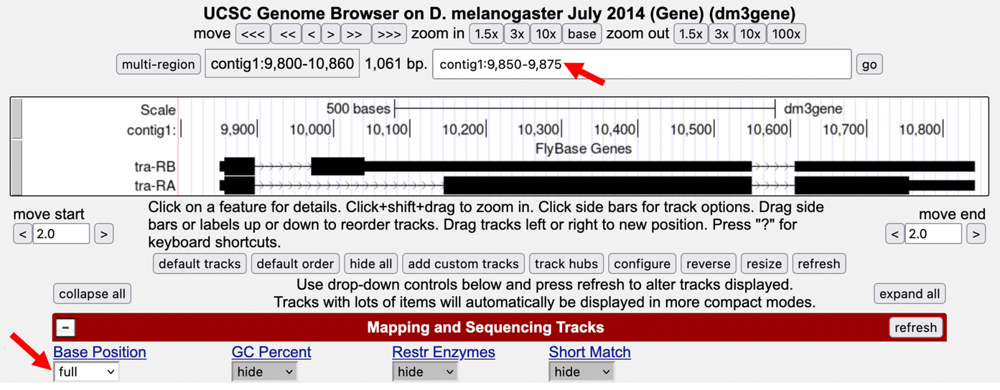 UCSC Genome Browser on D. melanogaster July 2014 (Gene) (dm3gene)
move <<< << < > >> >>> zoom in 1.5x 3x 10x base zoom out 1.5x 3x 10x 100x
multi-region contig1:9,800-10,860 1,061 bp. contig1:9,850-9,875 go
Scale 500 bases dm3gene
contig1: 9,900 10,000 10,100 10,200 10,300 10,400 10,500 10,600 10,700 10,800
FlyBase Genes
tra-RB
tra-RA
move start
< 2.0 >
Click on a feature for details. Click+shift+drag to zoom in. Click side bars for track options. Drag side
bars or labels up or down to reorder tracks. Drag tracks left or right to new position. Press "?" for
keyboard shortcuts.
move end
< 2.0 >
default tracks default order hide all add custom tracks track hubs configure reverse resize refresh
collapse all
Use drop-down controls below and press refresh to alter tracks displayed.
Tracks with lots of items will automatically be displayed in more compact modes.
expand all
- Mapping and Sequencing Tracks refresh
Base Position GC Percent Restr Enzymes Short Match
full hide hide hide